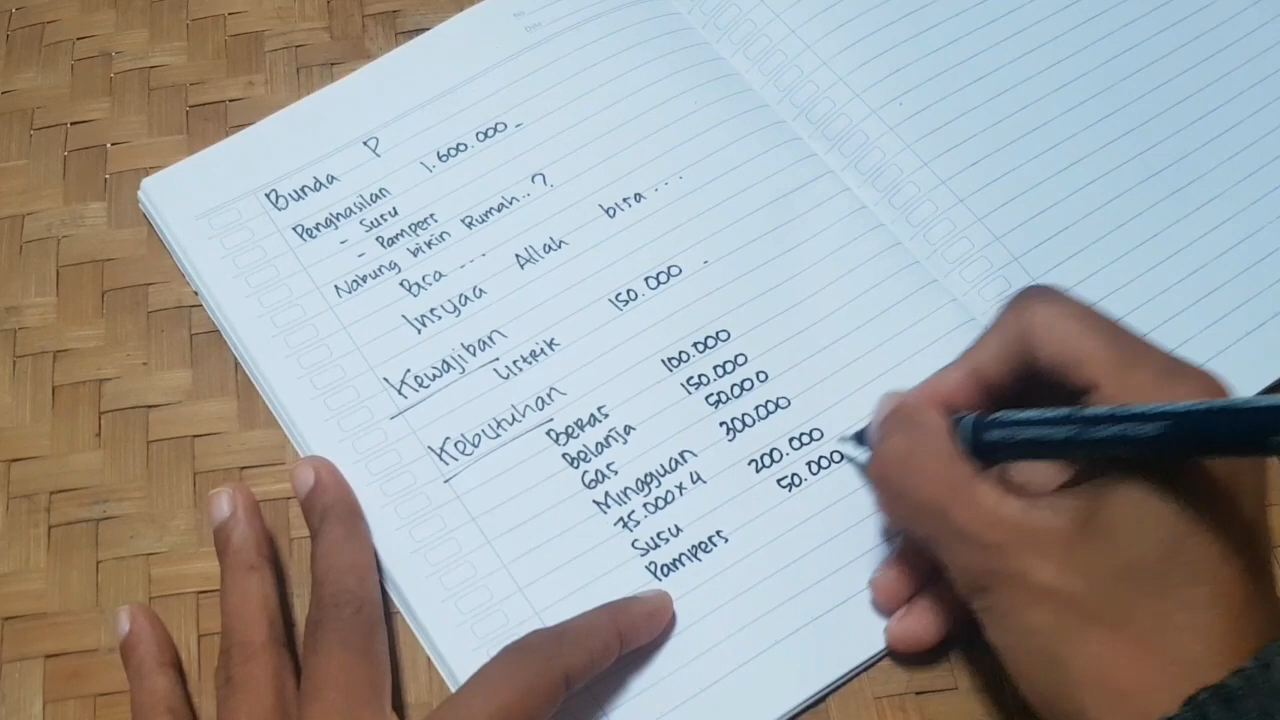 Bunda P
Penghasilan 1.600.000_
- Susu
- Pampers
Nabung bikin Rumah..?
Bisa ...
Insyaa Allah bisa ...
Kewajiban
Listrik 150.000 -
Kebutuhan
Beras 100.000
Belanja 150.000
Gas 50.000
Mingguan 300.000
75.000 x 4
Susu 200.000
Pampers 50.000